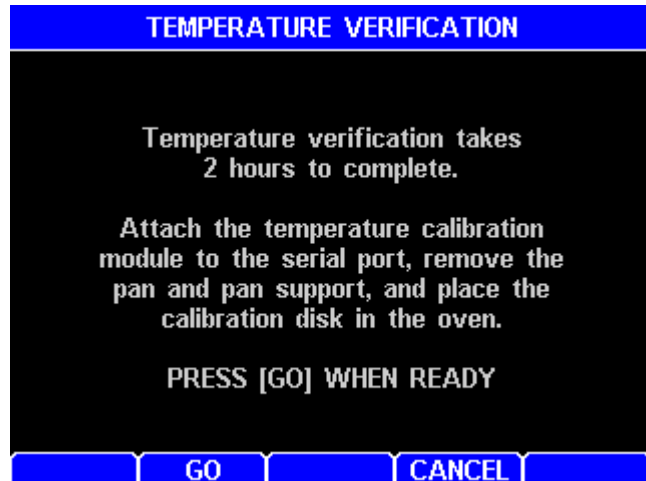 TEMPERATURE VERIFICATION
Temperature verification takes
2 hours to complete.
Attach the temperature calibration
module to the serial port, remove the
pan and pan support, and place the
calibration disk in the oven.
PRESS [GO] WHEN READY
GO
CANCEL